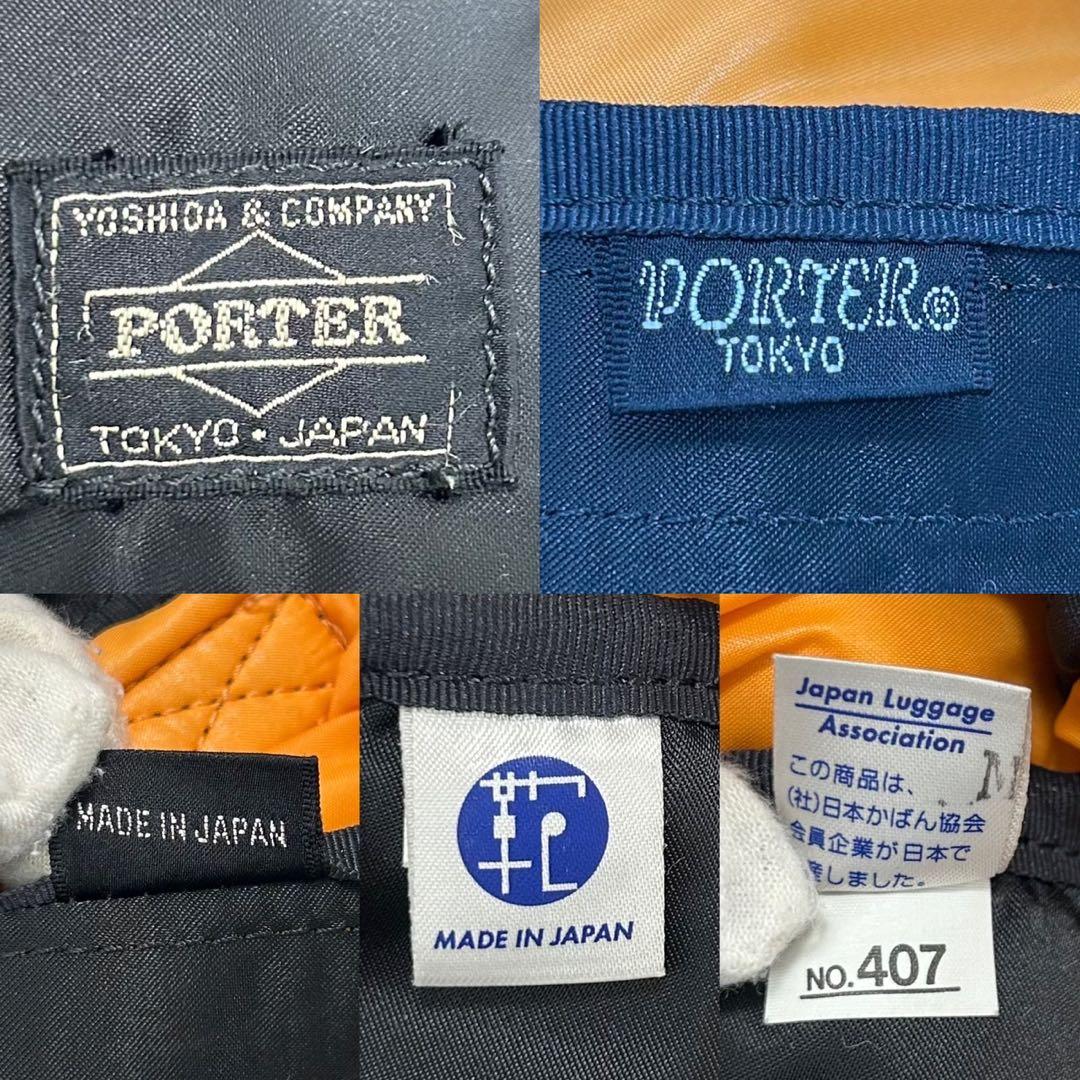 YOSHIDA & COMPANY
PORTER
TOKYO・JAPAN
PORTER®
TOKYO
MADE IN JAPAN
MADE IN JAPAN
Japan Luggage
Association
この商品は、
(社)日本かばん協会
会員企業が日本で
産しました。
NO.407